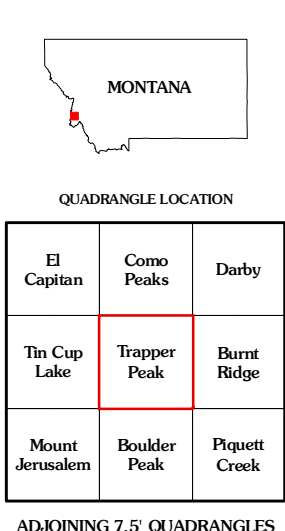 MONTANA
QUADRANGLE LOCATION
El
Capitan
Como
Peaks
Darby
Tin Cup
Lake
Trapper
Peak
Burnt
Ridge
Mount
Jerusalem
Boulder
Peak
Piquett
Creek
ADJOINING 7.5' QUADRANGLES